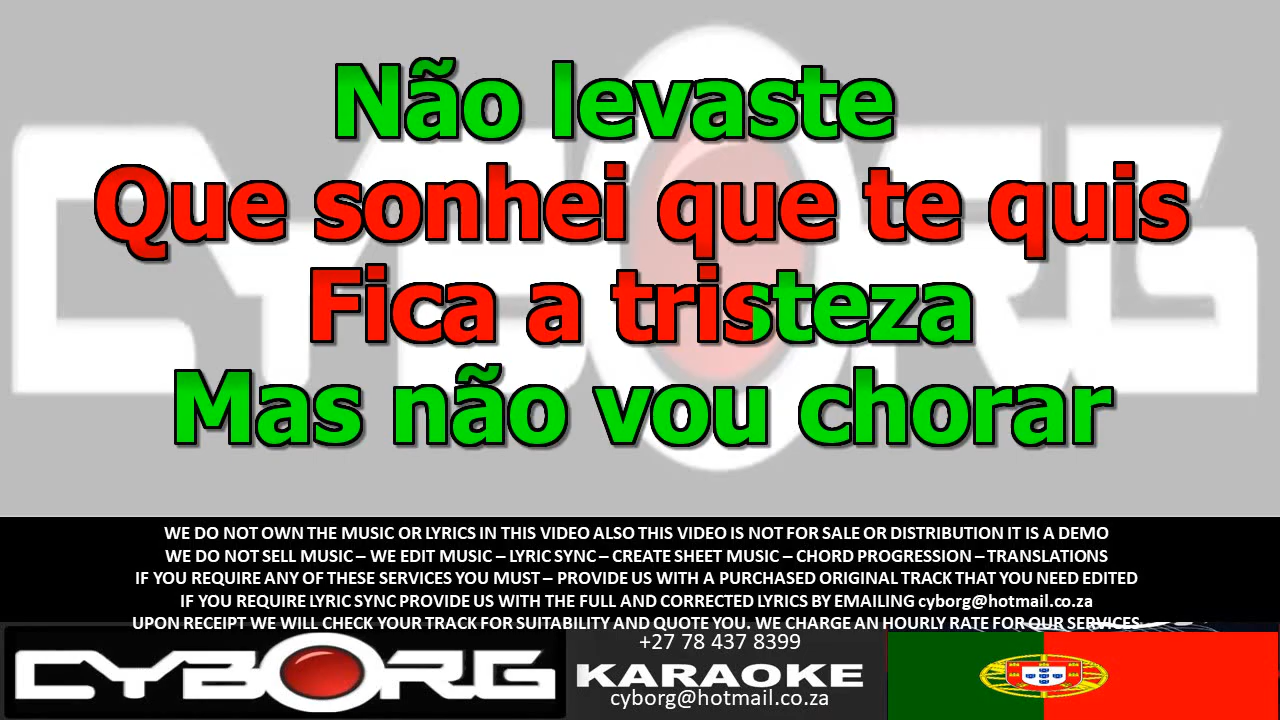 Não levaste
Que sonhei que te quis
Fica a tristeza
Mas não vou chorar
WE DO NOT OWN THE MUSIC OR LYRICS IN THIS VIDEO ALSO THIS VIDEO IS NOT FOR SALE OR DISTRIBUTION IT IS A DEMO
WE DO NOT SELL MUSIC – WE EDIT MUSIC – LYRIC SYNC – CREATE SHEET MUSIC – CHORD PROGRESSION – TRANSLATIONS
IF YOU REQUIRE ANY OF THESE SERVICES YOU MUST – PROVIDE US WITH A PURCHASED ORIGINAL TRACK THAT YOU NEED EDITED
IF YOU REQUIRE LYRIC SYNC PROVIDE US WITH THE FULL AND CORRECTED LYRICS BY EMAILING cyborg@hotmail.co.za
UPON RECEIPT WE WILL CHECK YOUR TRACK FOR SUITABILITY AND QUOTE YOU. WE CHARGE AN HOURLY RATE FOR OUR SERVICES
CYBORG
+27 78 437 8399
KARAOKE
cyborg@hotmail.co.za
CYBORG